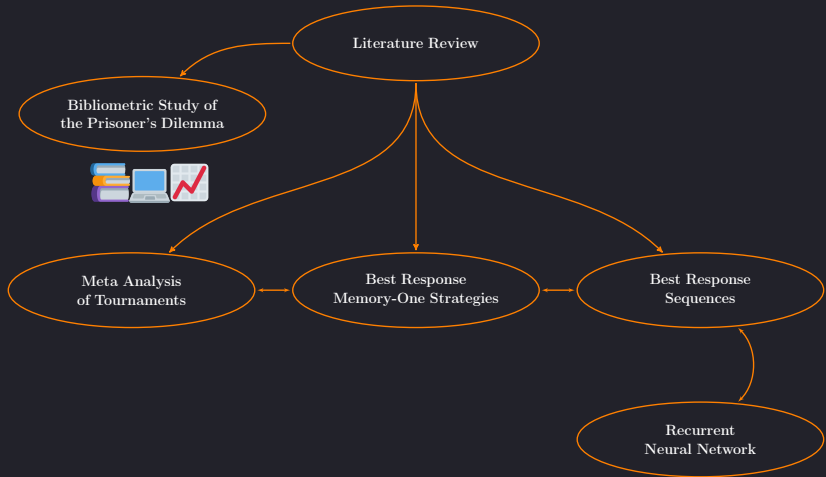 Literature Review
Bibliometric Study of
the Prisoner's Dilemma
Meta Analysis
of Tournaments
Best Response
Memory-One Strategies
Best Response
Sequences
Recurrent
Neural Network